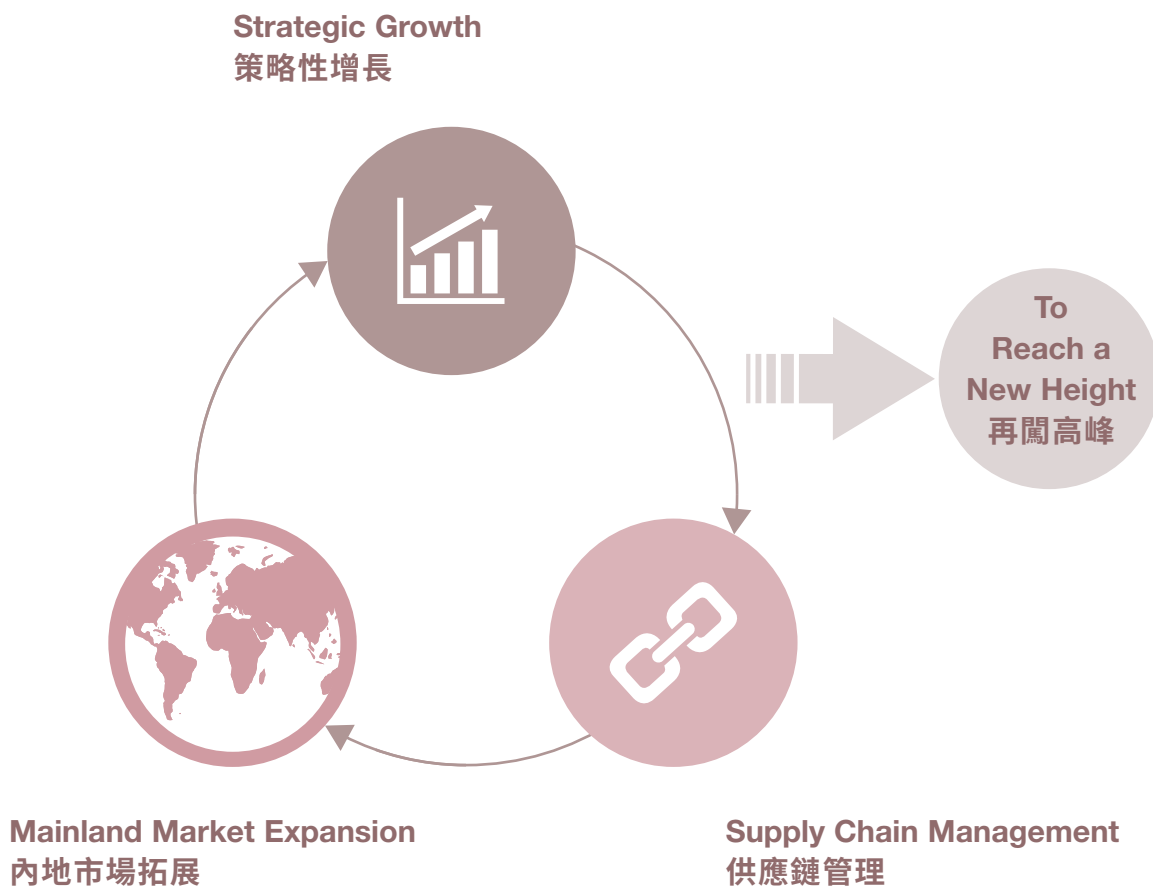 Strategic Growth
策略性增長
To
Reach a
New Height
再闖高峰
Mainland Market Expansion
內地市場拓展
Supply Chain Management
供應鏈管理